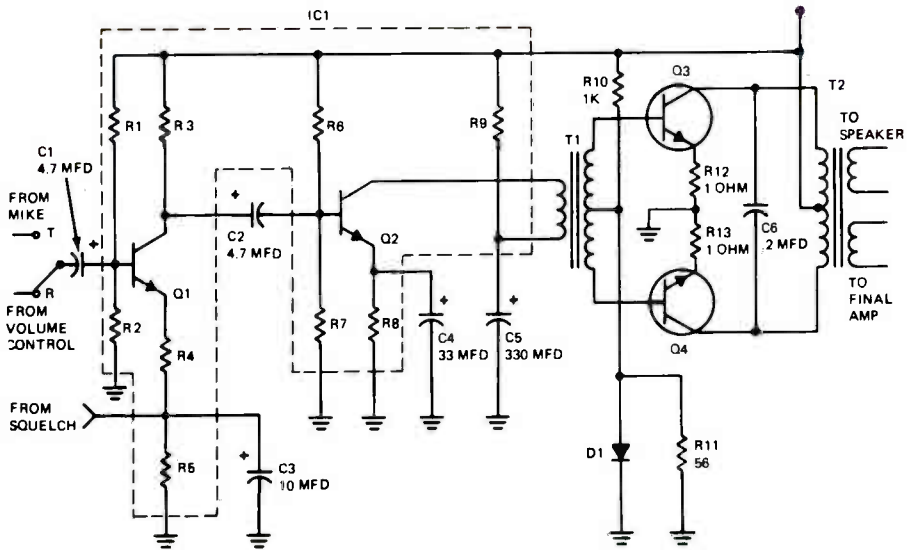 IC1
R1
R3
R6
R9
R10
1K
Q3
T2
C1
4.7 MFD
TO
SPEAKER
T1
R12
1 OHM
FROM
MIKE
T
C2
4.7 MFD
Q2
R13
1 OHM
C6
.2 MFD
R
FROM
VOLUME
CONTROL
Q1
R2
R7
R8
C4
33 MFD
C5
330 MFD
Q4
TO
FINAL
AMP
R4
FROM
SQUELCH
R5
C3
10 MFD
D1
R11
56